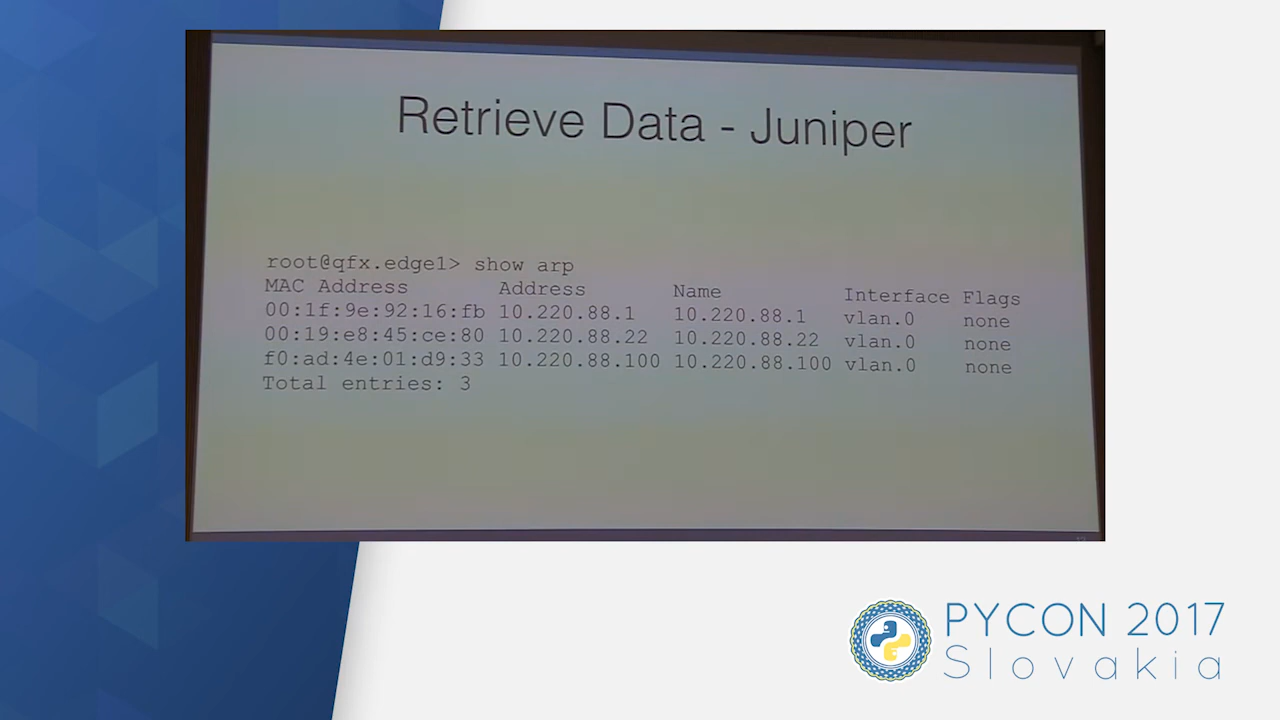 Retrieve Data - Juniper
root@qfx.edge1> show arp
MAC Address Address Name Interface Flags
00:1f:9e:92:16:fb 10.220.88.1 10.220.88.1 vlan.0 none
00:19:e8:45:ce:80 10.220.88.22 10.220.88.22 vlan.0 none
f0:ad:4e:01:d9:33 10.220.88.100 10.220.88.100 vlan.0 none
Total entries: 3
PYCON 2017
Slovakia